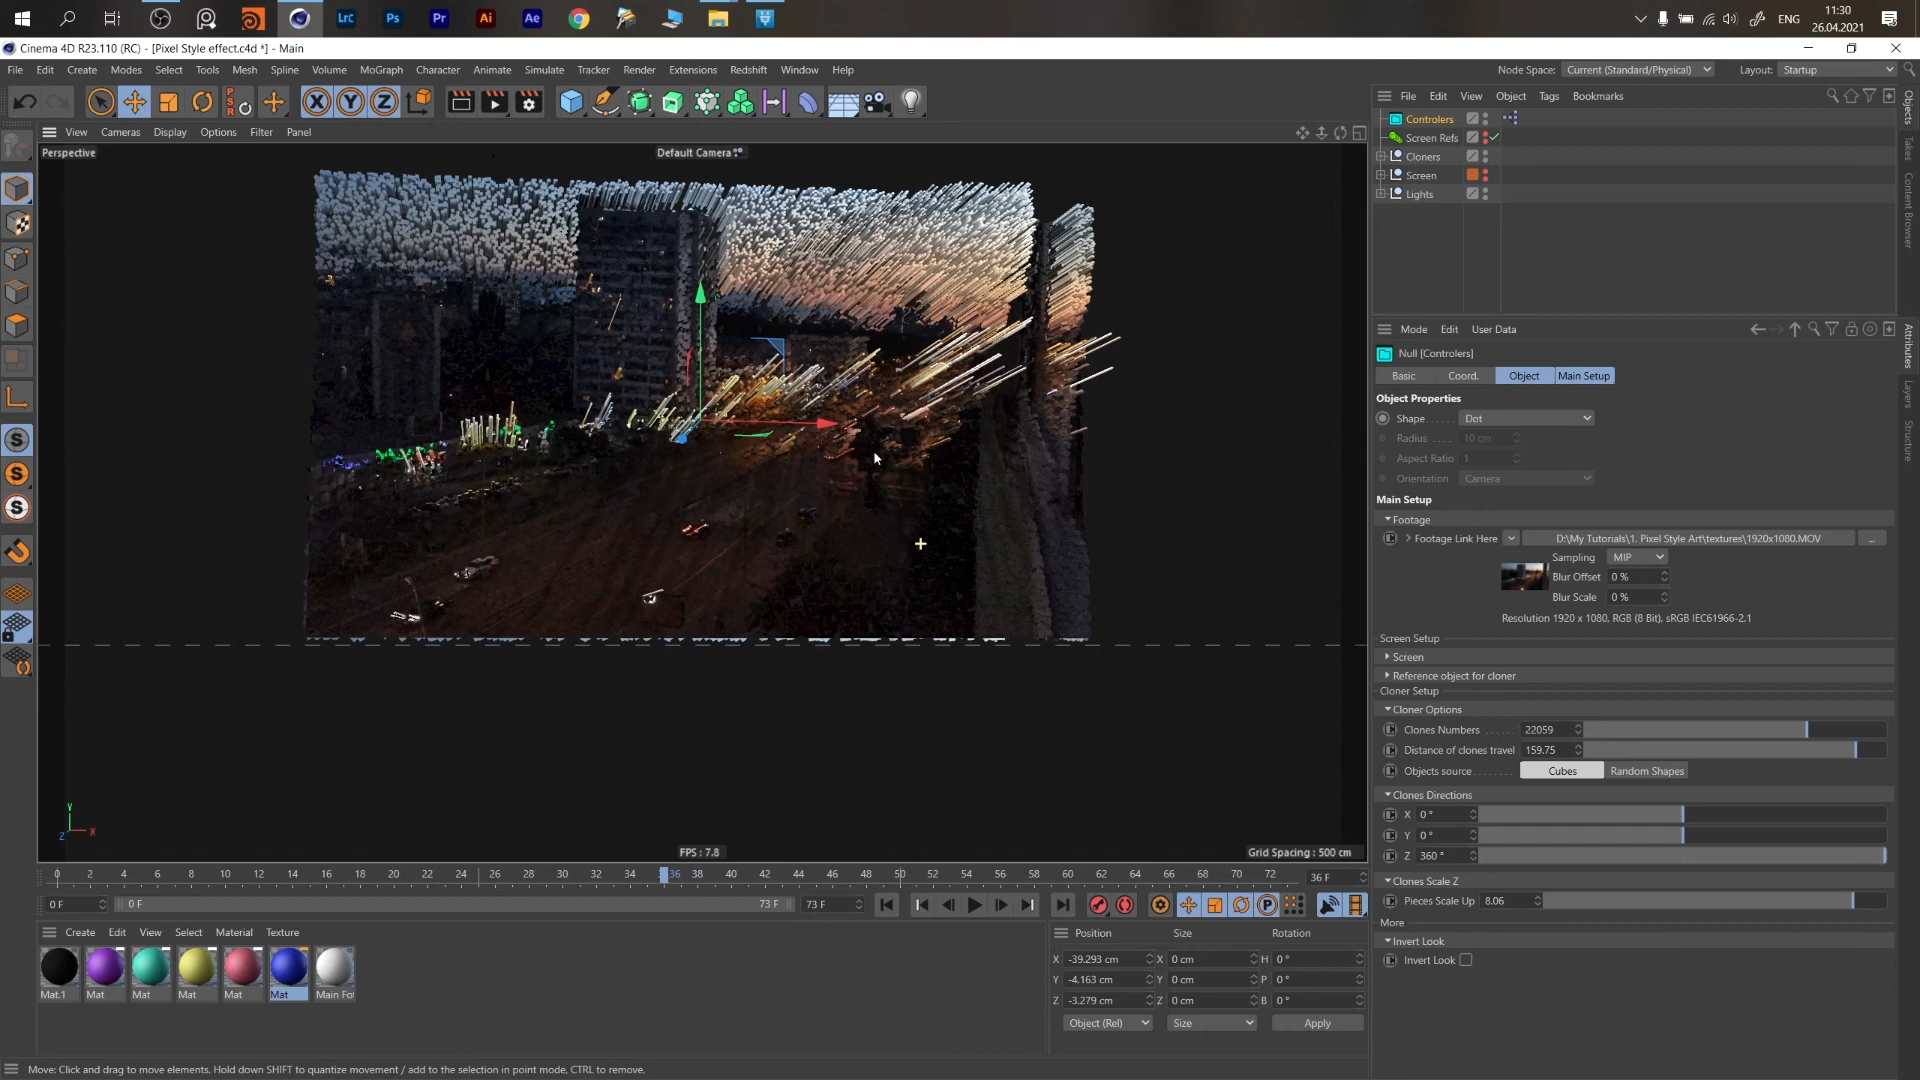 LrC Ps Pr Ai Ae ENG 11:30
26.04.2021
Cinema 4D R23.110 (RC) - [Pixel Style effect.c4d *] - Main
File Edit Create Modes Select Tools Mesh Spline Volume MoGraph Character Animate Simulate Tracker Render Extensions Redshift Window Help Node Space: Current (Standard/Physical) Layout: Startup
PSR X Y Z
View Cameras Display Options Filter Panel
Perspective Default Camera
File Edit View Object Tags Bookmarks
Controlers
Screen Refs
Cloners
Screen
Lights
Objects
Takes
Content Browser
Mode Edit User Data
Attributes
Layers
Structure
Null [Controlers]
Basic Coord. Object Main Setup
Object Properties
Shape Dot
Radius 10 cm
Aspect Ratio 1
Orientation Camera
Main Setup
Footage
Footage Link Here D:\My Tutorials\1. Pixel Style Art\textures\1920x1080.MOV ...
Sampling MIP
Blur Offset 0 %
Blur Scale 0 %
Resolution 1920 x 1080, RGB (8 Bit), sRGB IEC61966-2.1
Screen Setup
Screen
Reference object for cloner
Cloner Setup
Cloner Options
Clones Numbers 22059
Distance of clones travel 159.75
Objects source Cubes Random Shapes
Clones Directions
X 0 °
Y 0 °
Z 360 °
Clones Scale Z
Pieces Scale Up 8.06
More
Invert Look
Invert Look
Y
Z X
FPS : 7.8 Grid Spacing : 500 cm
0 2 4 6 8 10 12 14 16 18 20 22 24 26 28 30 32 34 36 38 40 42 44 46 48 50 52 54 56 58 60 62 64 66 68 70 72 36 F
0 F 0 F 73 F 73 F
Create Edit View Select Material Texture
Mat.1 Mat Mat Mat Mat Mat Main Fo
Position Size Rotation
X -39.293 cm X 0 cm H 0 °
Y -4.163 cm Y 0 cm P 0 °
Z -3.279 cm Z 0 cm B 0 °
Object (Rel) Size Apply
Move: Click and drag to move elements. Hold down SHIFT to quantize movement / add to the selection in point mode, CTRL to remove.